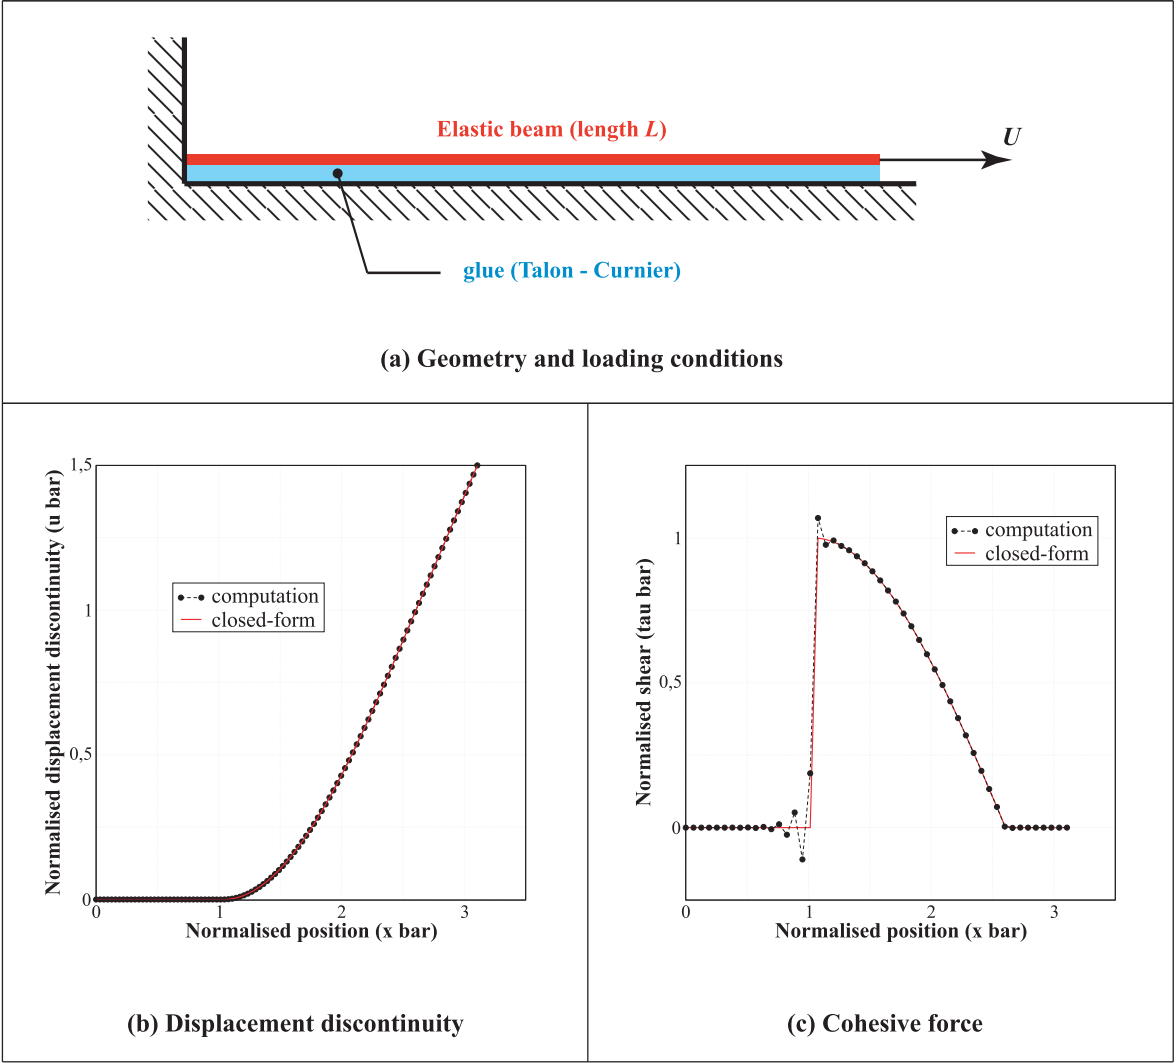 Elastic beam (length L)
U
glue (Talon - Curnier)
(a) Geometry and loading conditions
Normalised displacement discontinuity (u bar)
1,5
1
0,5
0
computation
closed-form
0 1 2 3
Normalised position (x bar)
(b) Displacement discontinuity
Normalised shear (tau bar)
1
0,5
0
computation
closed-form
0 1 2 3
Normalised position (x bar)
(c) Cohesive force